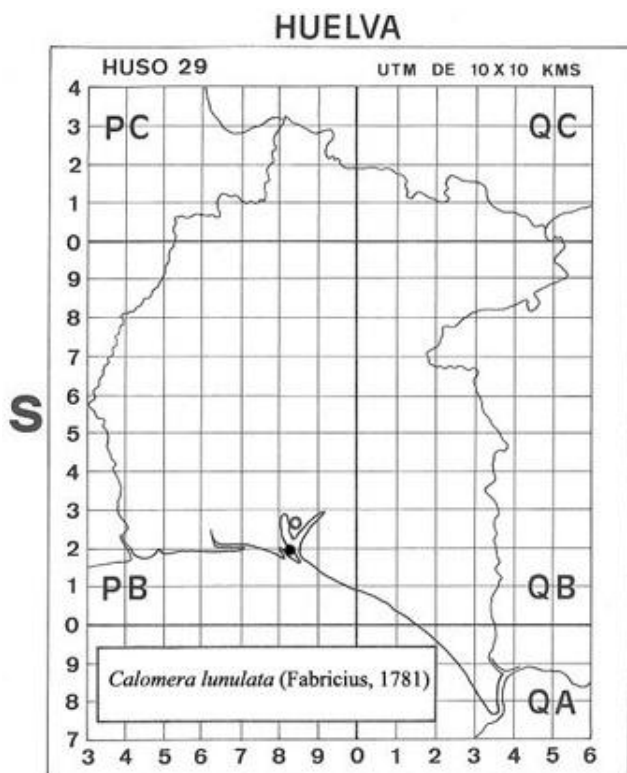 HUELVA
HUSO 29 UTM DE 10 X 10 KMS
4
PC QC
3
2
1
0
9
8
7
6
S
5
4
3
2
PB QB
1
0
9
Calomera lunulata (Fabricius, 1781)
8 QA
7
3 4 5 6 7 8 9 0 1 2 3 4 5 6